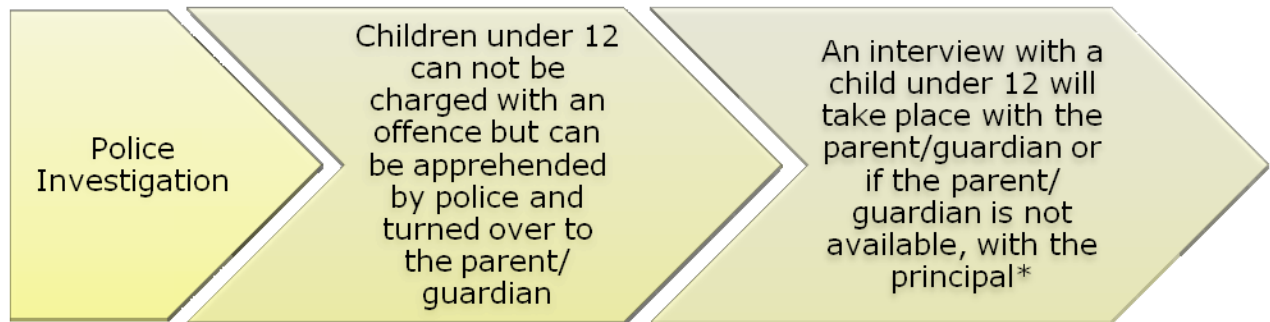 Police
Investigation
Children under 12
can not be
charged with an
offence but can
be apprehended
by police and
turned over to
the parent/
guardian
An interview with a
child under 12 will
take place with the
parent/guardian or
if the parent/
guardian is not
available, with the
principal*